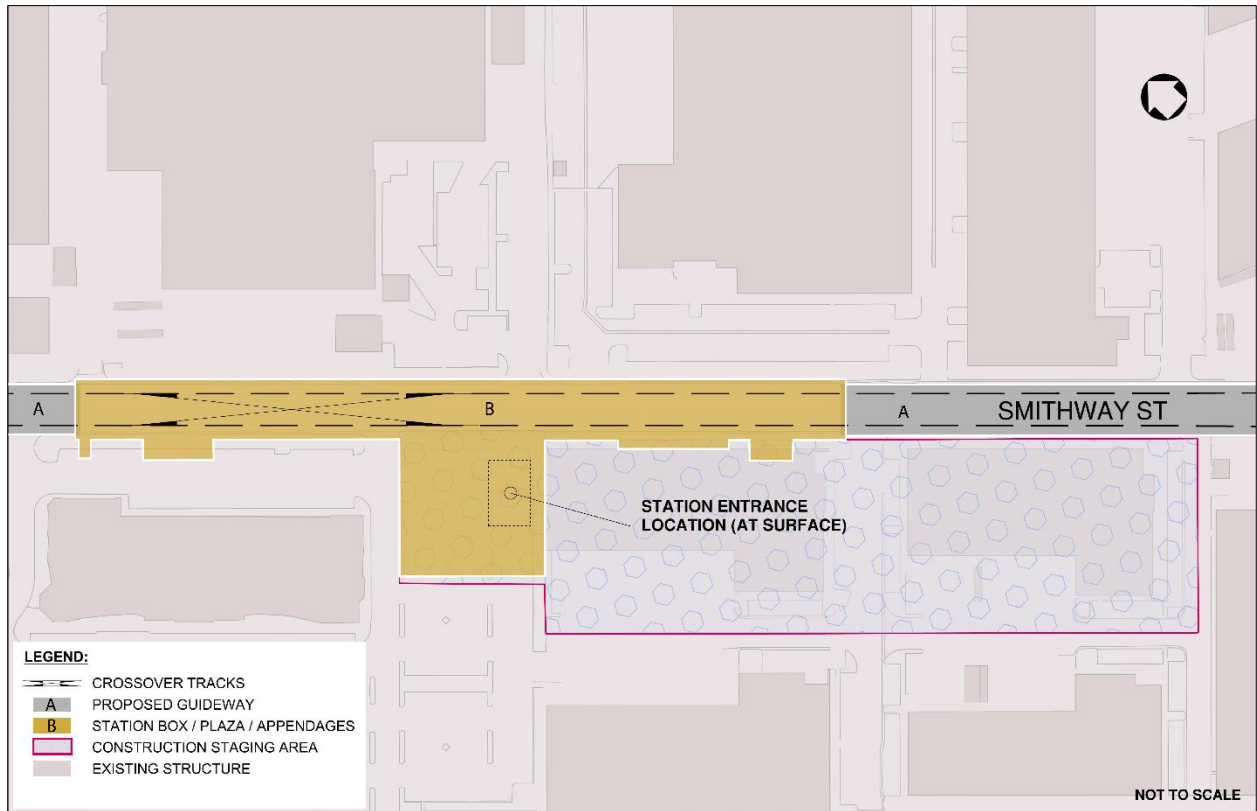 A
B
A
SMITHWAY ST
STATION ENTRANCE
LOCATION (AT SURFACE)
LEGEND:
CROSSOVER TRACKS
A PROPOSED GUIDEWAY
B STATION BOX / PLAZA / APPENDAGES
CONSTRUCTION STAGING AREA
EXISTING STRUCTURE
NOT TO SCALE